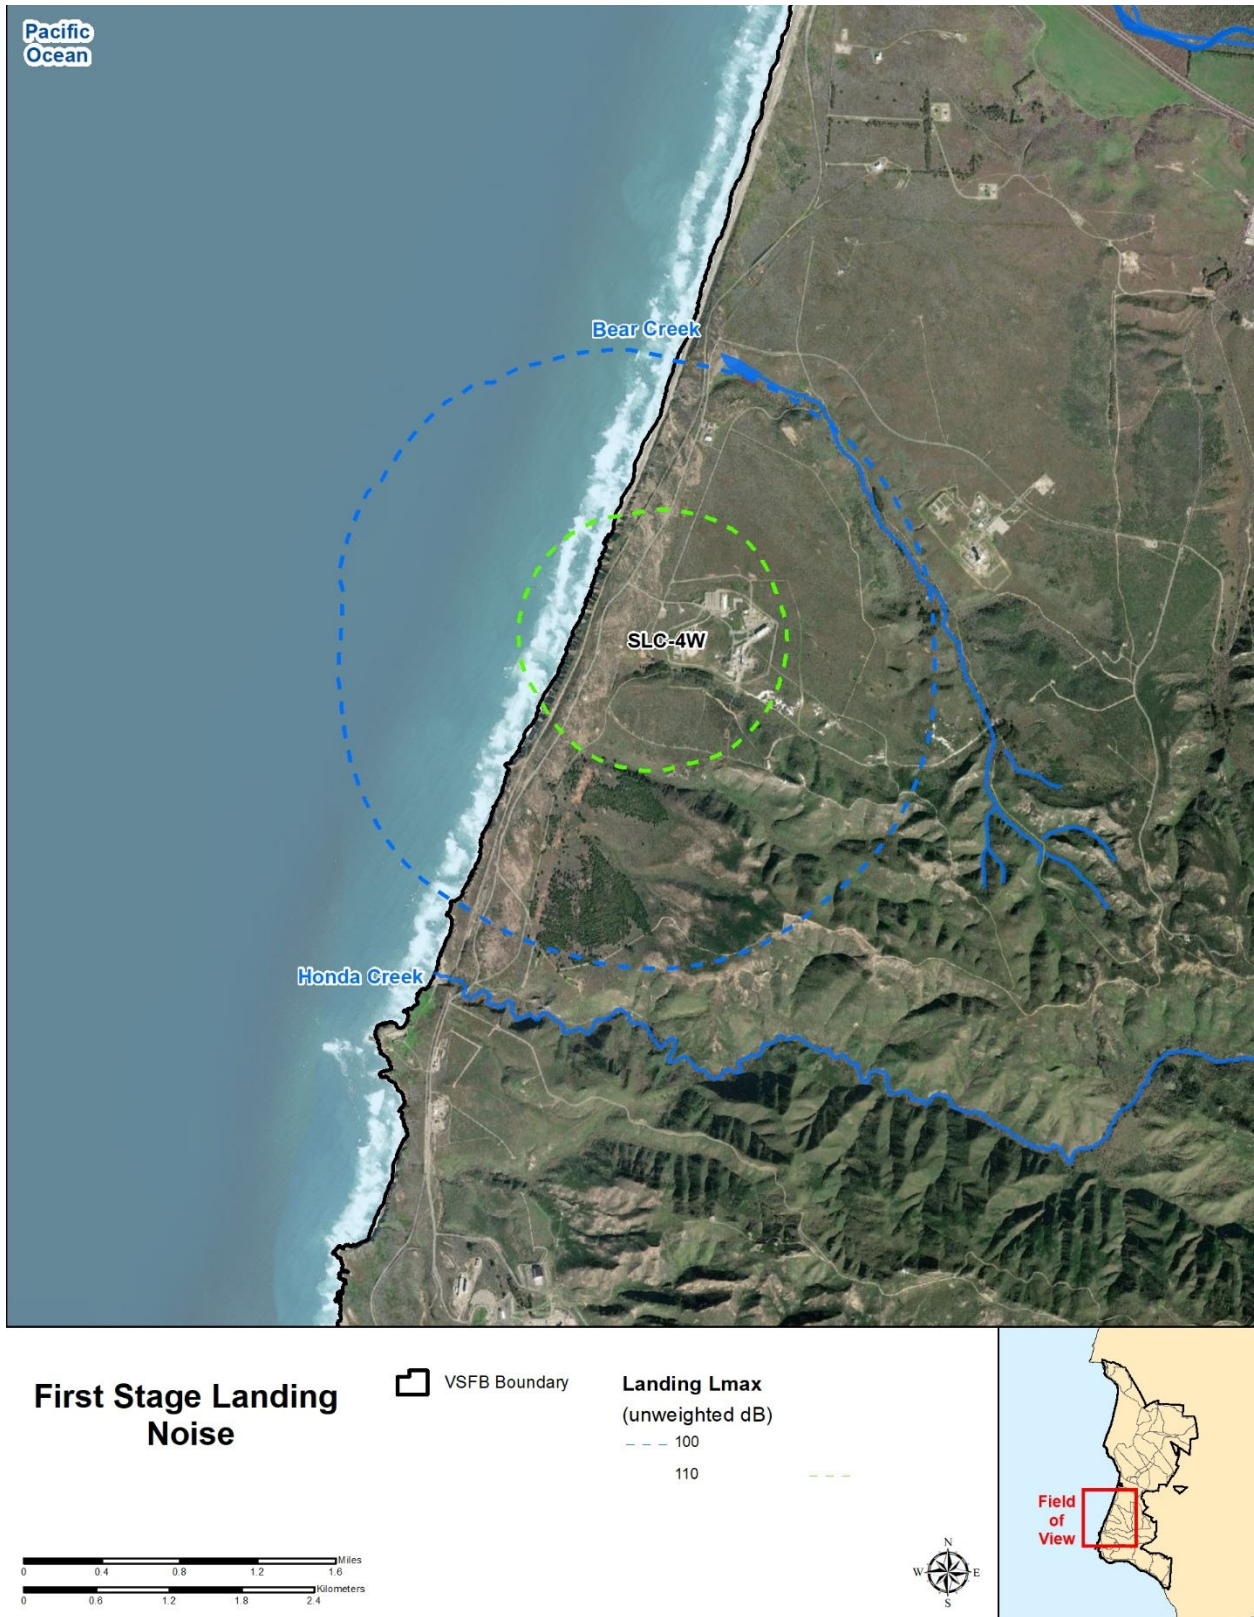 Pacific
Ocean
Bear Creek
SLC-4W
Honda Creek
First Stage Landing
Noise
VSFB Boundary
Landing Lmax
(unweighted dB)
100
110
Field
of
View
N
W E
S
0 0.4 0.8 1.2 1.6 Miles
0 0.6 1.2 1.8 2.4 Kilometers